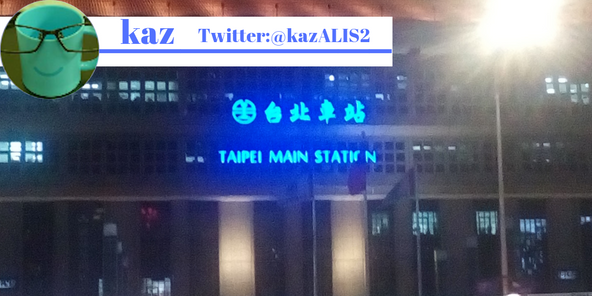 kaz Twitter:@kazALIS2
台北車站
TAIPEI MAIN STATION